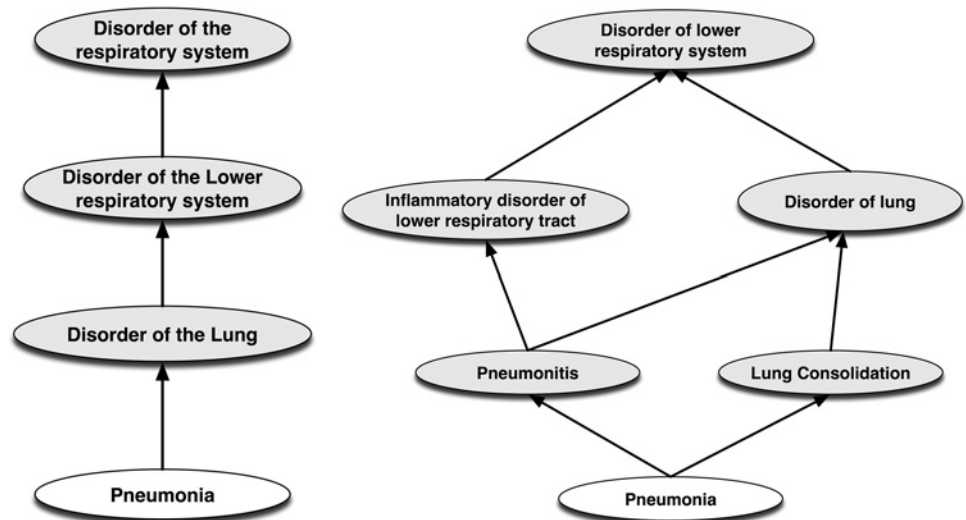 Disorder of the
respiratory system
Disorder of the Lower
respiratory system
Disorder of the Lung
Pneumonia
Disorder of lower
respiratory system
Inflammatory disorder of
lower respiratory tract
Disorder of lung
Pneumonitis
Lung Consolidation
Pneumonia